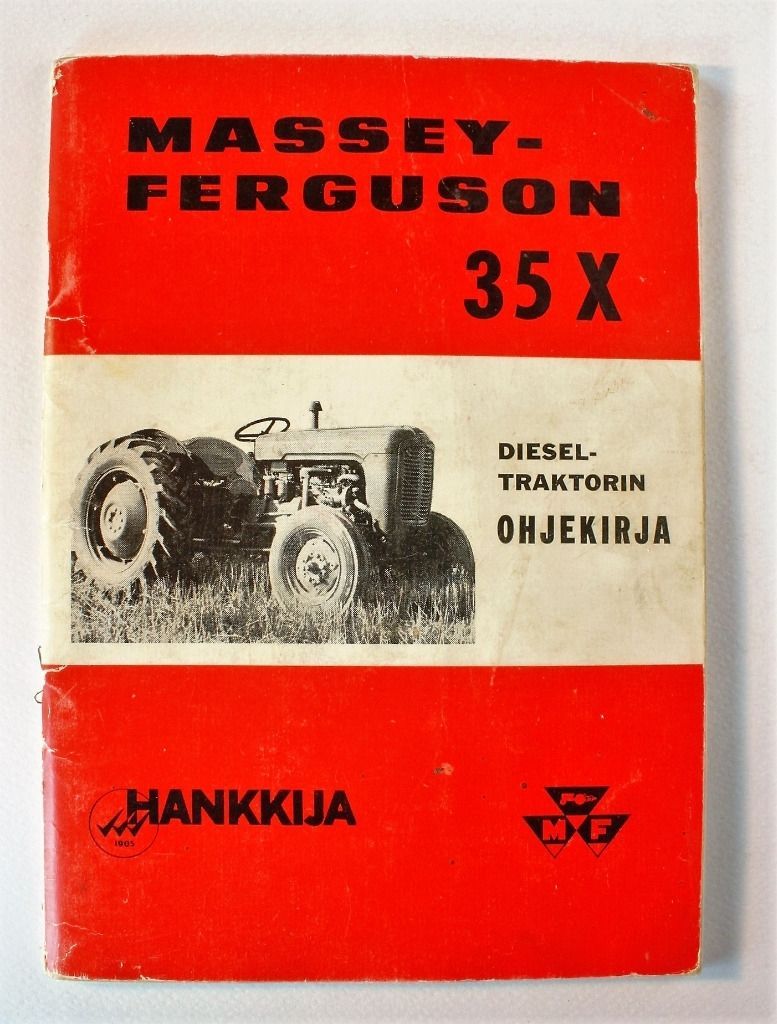 MASSEY-
FERGUSON
35 X
DIESEL-
TRAKTORIN
OHJEKIRJA
HANKKIJA
1905
MF